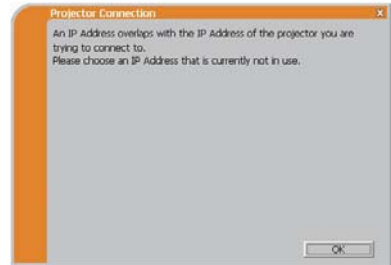 Projector Connection
An IP Address overlaps with the IP Address of the projector you are
trying to connect to.
Please choose an IP Address that is currently not in use.
OK